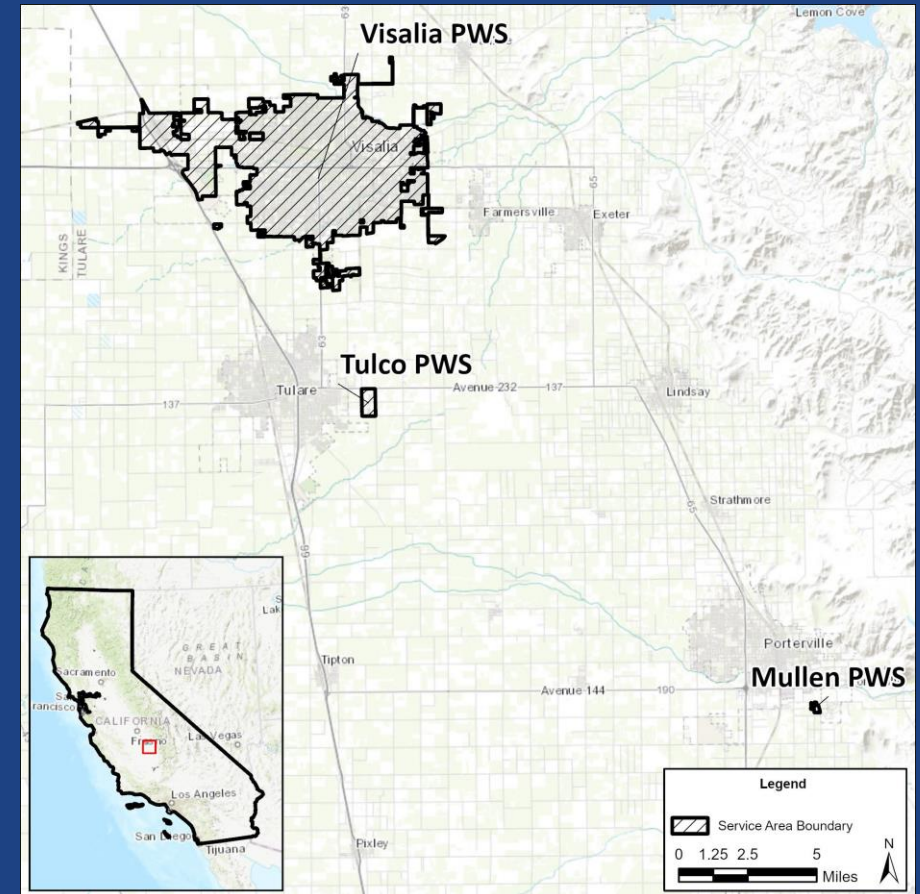 63
Lemon Cove
Visalia PWS
Visalia
65
Farmersville
Exeter
KINGS
TULARE
63
Tulco PWS
Tulare
Avenue 232
137
Lindsay
137
Strathmore
65
99
Porterville
Tipton
Mullen PWS
Avenue 144
190
Pixley
GREAT
BASIN
NEVADA
Sacramento
San
Francisco
CALIFORNIA
Fresno
Las Vegas
Los Angeles
San Diego
Tijuana
Legend
Service Area Boundary
0 1.25 2.5 5
Miles
N